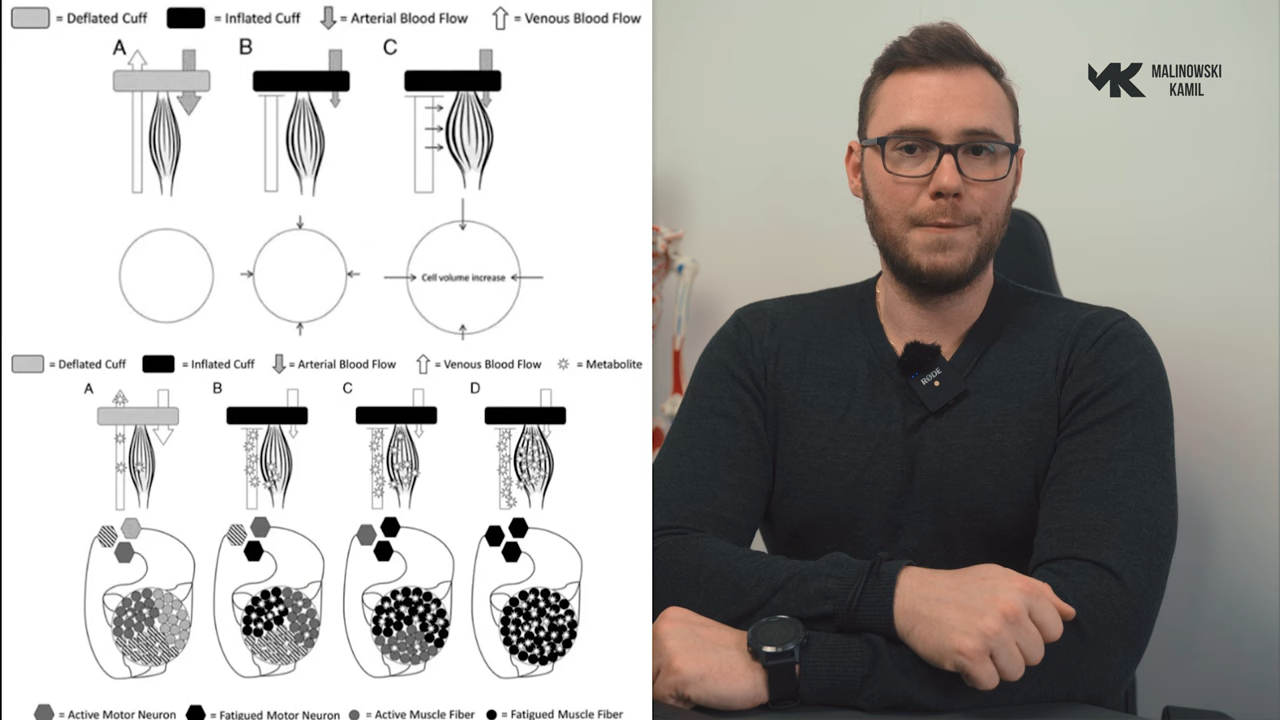 = Deflated Cuff = Inflated Cuff = Arterial Blood Flow = Venous Blood Flow
A B C
Cell volume increase
= Deflated Cuff = Inflated Cuff = Arterial Blood Flow = Venous Blood Flow = Metabolite
A B C D
= Active Motor Neuron = Fatigued Motor Neuron = Active Muscle Fiber = Fatigued Muscle Fiber
MK MALINOWSKI
KAMIL
RØDE